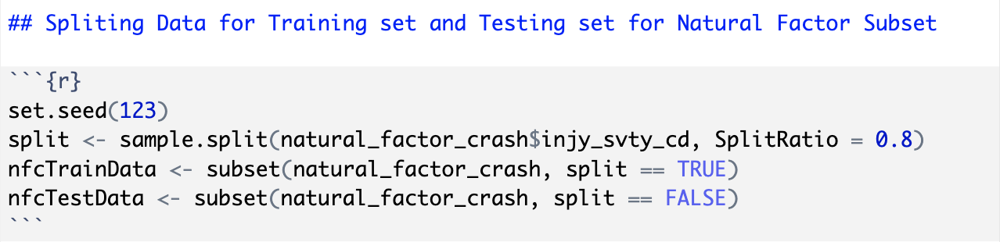 ## Spliting Data for Training set and Testing set for Natural Factor Subset
```{r}
set.seed(123)
split <- sample.split(natural_factor_crash$injy_svty_cd, SplitRatio = 0.8)
nfcTrainData <- subset(natural_factor_crash, split == TRUE)
nfcTestData <- subset(natural_factor_crash, split == FALSE)
```